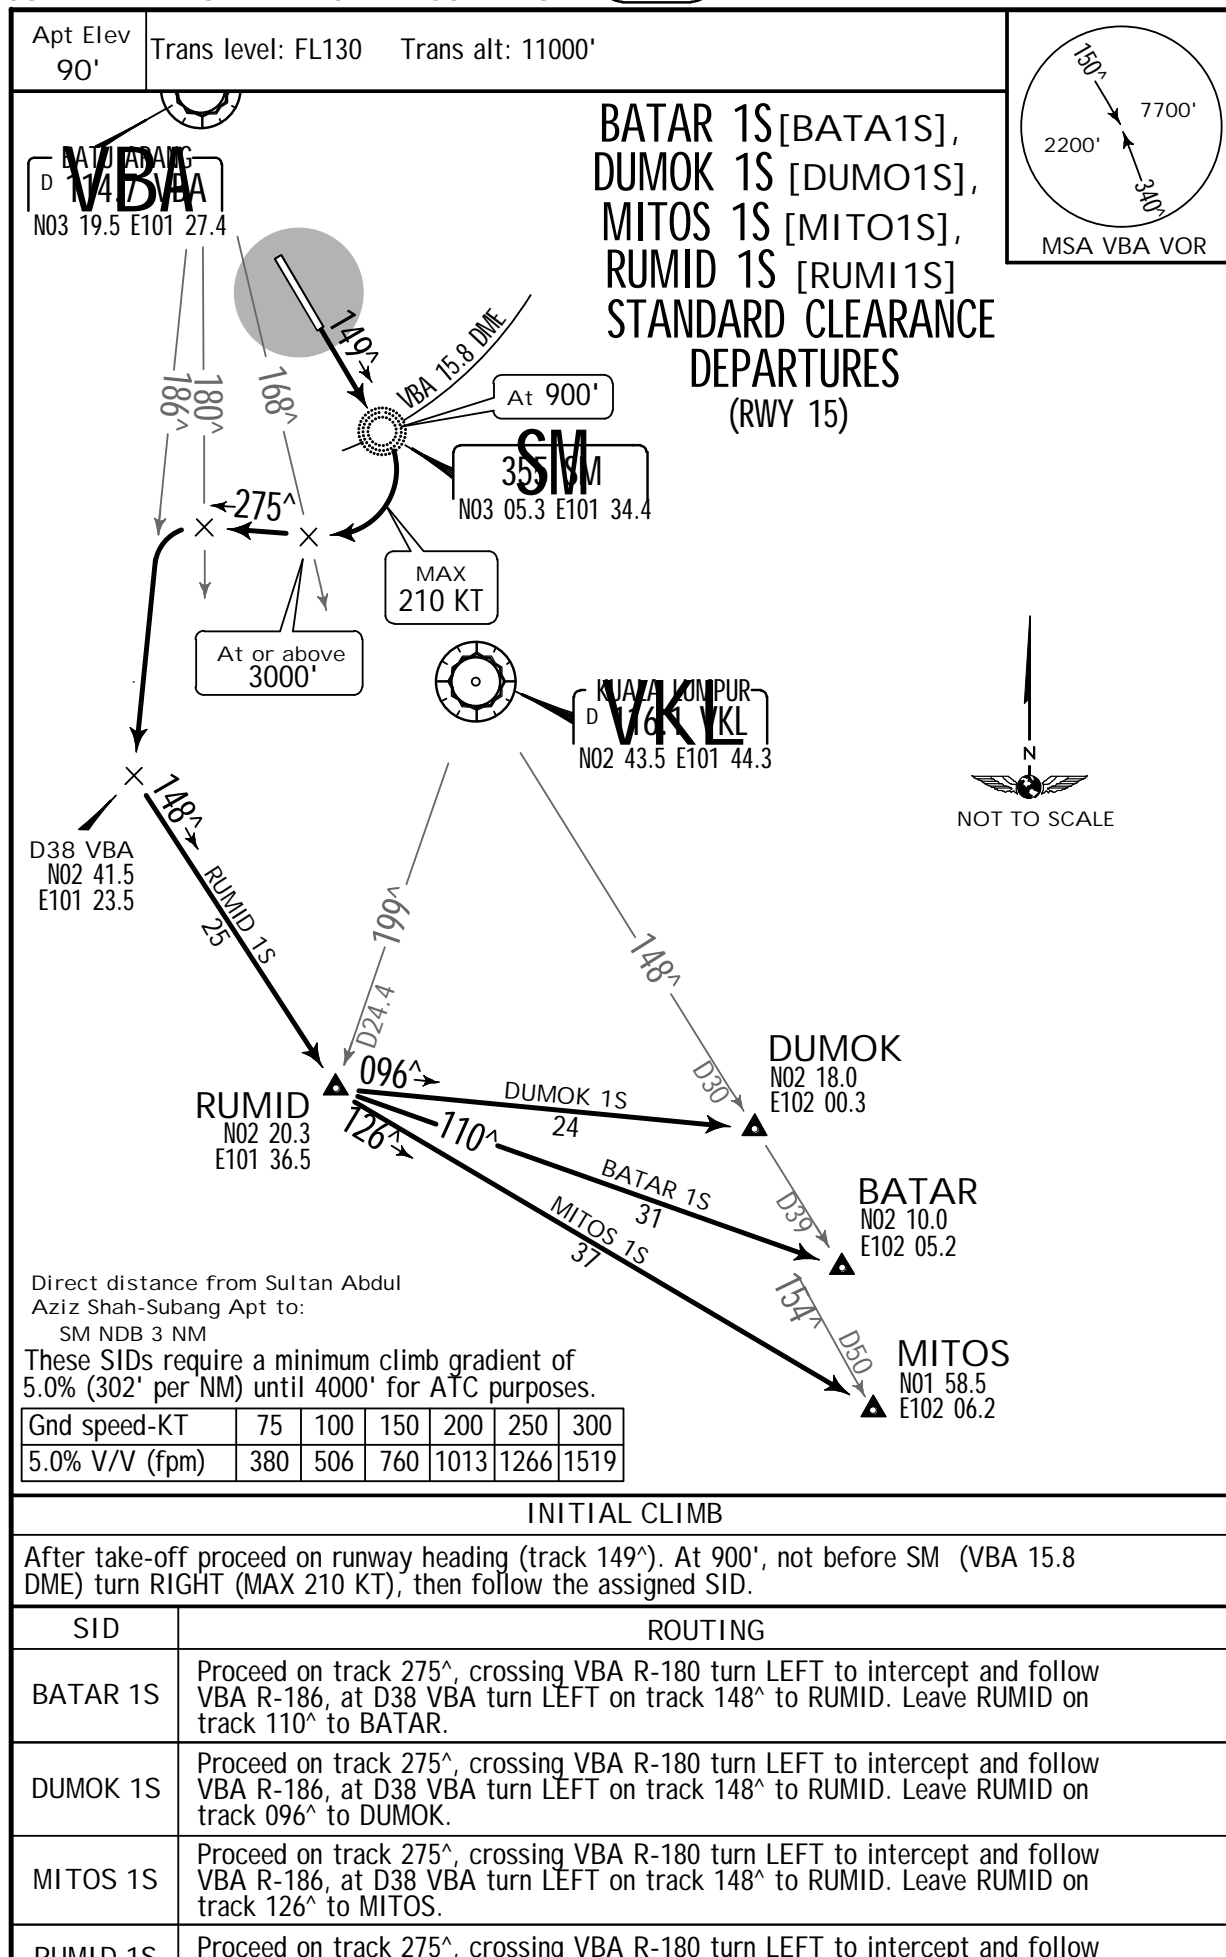 Apt Elev
90'
Trans level: FL130 Trans alt: 11000'
150^
7700'
2200'
340^
MSA VBA VOR
BATAR 1S [BATA1S],
DUMOK 1S [DUMO1S],
MITOS 1S [MITO1S],
RUMID 1S [RUMI1S]
STANDARD CLEARANCE
DEPARTURES
(RWY 15)
BATU ARANG
VBA
D 114.7 VBA
N03 19.5 E101 27.4
149^
VBA 15.8 DME
At 900'
SM
355 SM
N03 05.3 E101 34.4
186^
180^
168^
275^
MAX
210 KT
At or above
3000'
KUALA LUMPUR
VKL
D 116.1 VKL
N02 43.5 E101 44.3
N
NOT TO SCALE
D38 VBA
N02 41.5
E101 23.5
148^
RUMID 1S
25
199^
D24.4
148^
D30
DUMOK
N02 18.0
E102 00.3
RUMID
N02 20.3
E101 36.5
096^
DUMOK 1S
24
110^
BATAR 1S
31
126^
MITOS 1S
37
D39
BATAR
N02 10.0
E102 05.2
154^
D50
MITOS
N01 58.5
E102 06.2
Direct distance from Sultan Abdul
Aziz Shah-Subang Apt to:
SM NDB 3 NM
These SIDs require a minimum climb gradient of
5.0% (302' per NM) until 4000' for ATC purposes.
Gnd speed-KT 75 100 150 200 250 300
5.0% V/V (fpm) 380 506 760 1013 1266 1519
INITIAL CLIMB
After take-off proceed on runway heading (track 149^). At 900', not before SM (VBA 15.8
DME) turn RIGHT (MAX 210 KT), then follow the assigned SID.
SID ROUTING
BATAR 1S
Proceed on track 275^, crossing VBA R-180 turn LEFT to intercept and follow
VBA R-186, at D38 VBA turn LEFT on track 148^ to RUMID. Leave RUMID on
track 110^ to BATAR.
DUMOK 1S
Proceed on track 275^, crossing VBA R-180 turn LEFT to intercept and follow
VBA R-186, at D38 VBA turn LEFT on track 148^ to RUMID. Leave RUMID on
track 096^ to DUMOK.
MITOS 1S
Proceed on track 275^, crossing VBA R-180 turn LEFT to intercept and follow
VBA R-186, at D38 VBA turn LEFT on track 148^ to RUMID. Leave RUMID on
track 126^ to MITOS.
RUMID 1S
Proceed on track 275^, crossing VBA R-180 turn LEFT to intercept and follow